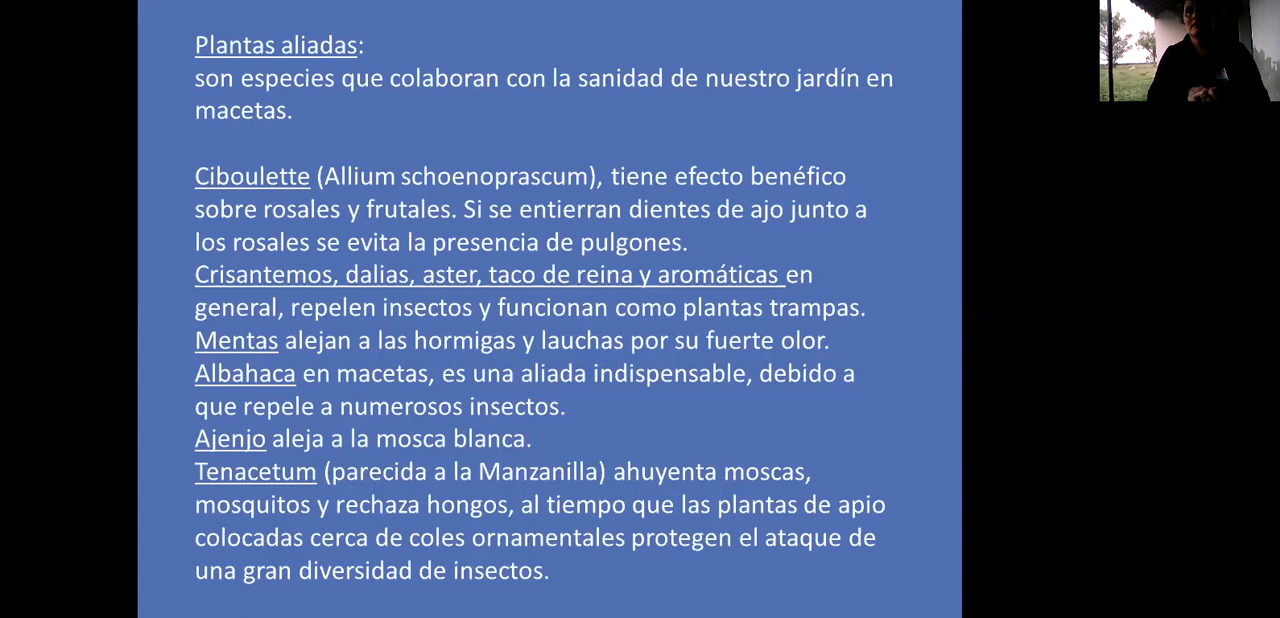 Plantas aliadas:
son especies que colaboran con la sanidad de nuestro jardín en
macetas.
Ciboulette (Allium schoenoprascum), tiene efecto benéfico
sobre rosales y frutales. Si se entierran dientes de ajo junto a
los rosales se evita la presencia de pulgones.
Crisantemos, dalias, aster, taco de reina y aromáticas en
general, repelen insectos y funcionan como plantas trampas.
Mentas alejan a las hormigas y lauchas por su fuerte olor.
Albahaca en macetas, es una aliada indispensable, debido a
que repele a numerosos insectos.
Ajenjo aleja a la mosca blanca.
Tenacetum (parecida a la Manzanilla) ahuyenta moscas,
mosquitos y rechaza hongos, al tiempo que las plantas de apio
colocadas cerca de coles ornamentales protegen el ataque de
una gran diversidad de insectos.